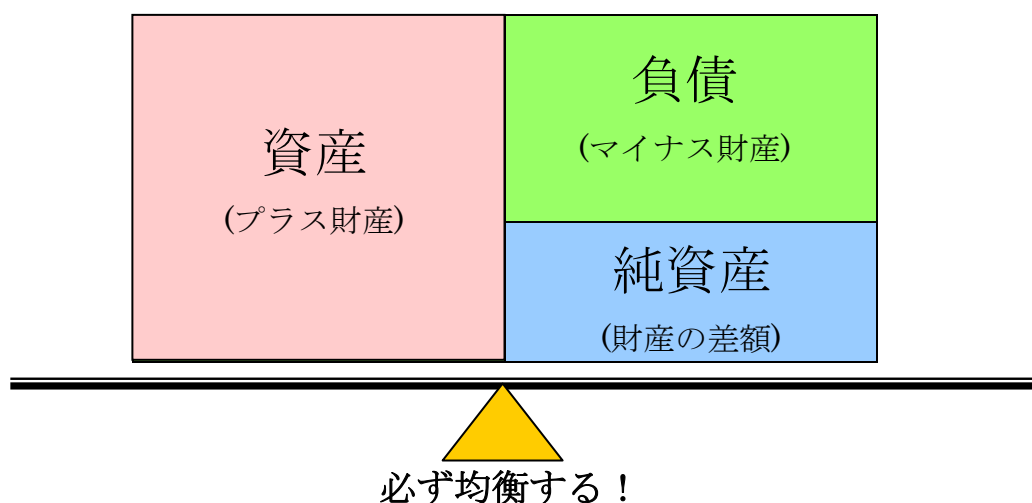 資産
(プラス財産)
負債
(マイナス財産)
純資産
(財産の差額)
必ず均衡する！